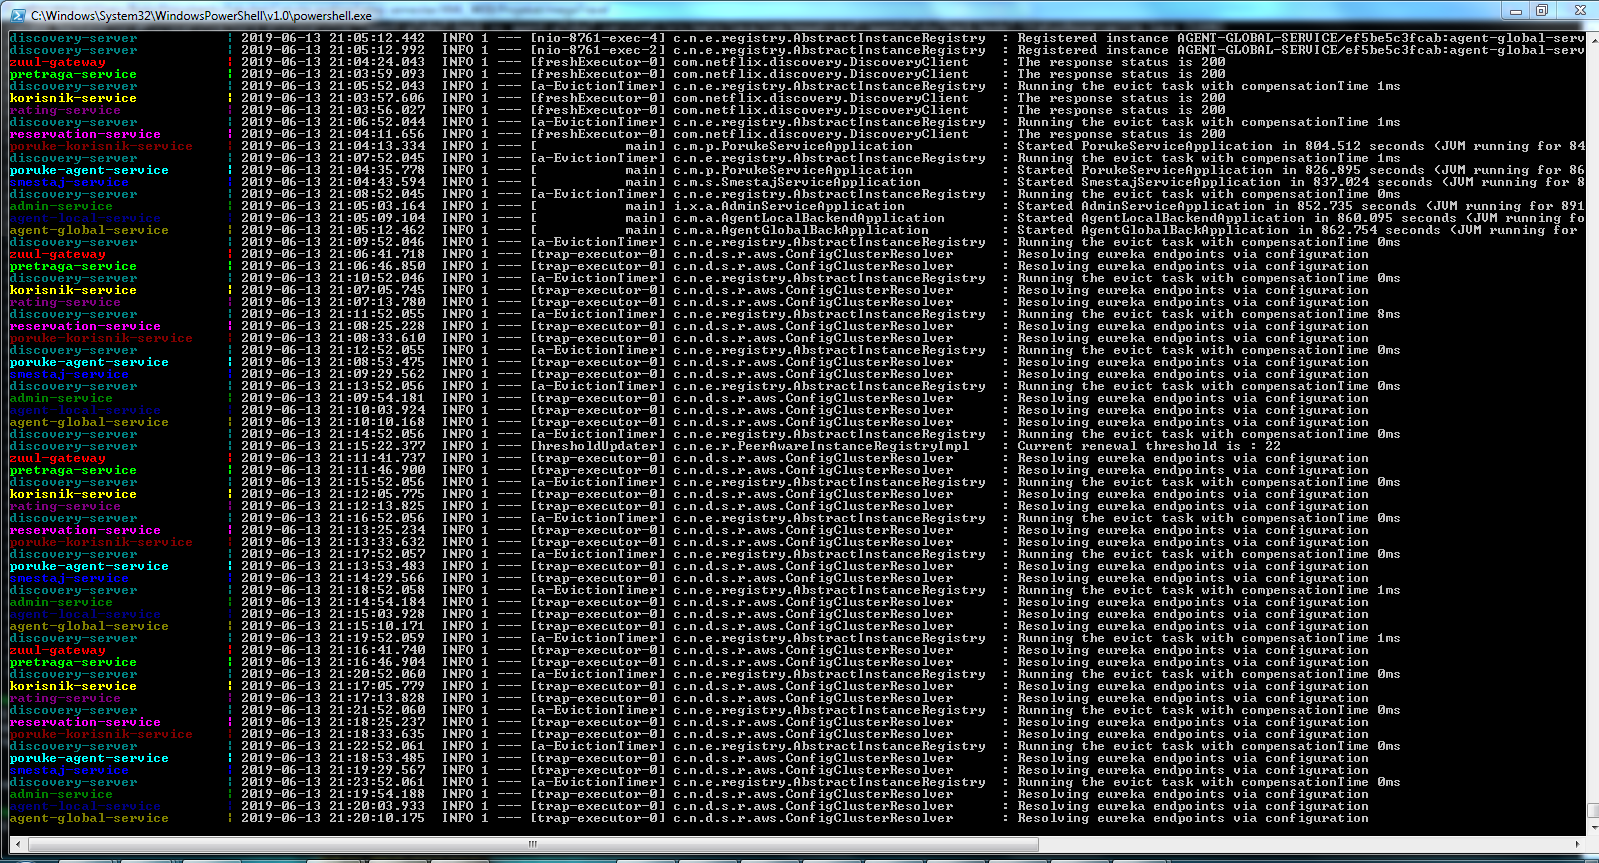 C:\Windows\System32\WindowsPowerShell\v1.0\powershell.exe
discovery-server | 2019-06-13 21:05:12.442 INFO 1 --- [nio-8761-exec-4] c.n.e.registry.AbstractInstanceRegistry : Registered instance AGENT-GLOBAL-SERVICE/ef5be5c3fcab:agent-global-serv
discovery-server | 2019-06-13 21:05:12.992 INFO 1 --- [nio-8761-exec-2] c.n.e.registry.AbstractInstanceRegistry : Registered instance AGENT-GLOBAL-SERVICE/ef5be5c3fcab:agent-global-serv
zuul-gateway | 2019-06-13 21:04:24.043 INFO 1 --- [freshExecutor-0] com.netflix.discovery.DiscoveryClient : The response status is 200
pretraga-service | 2019-06-13 21:03:59.093 INFO 1 --- [freshExecutor-0] com.netflix.discovery.DiscoveryClient : The response status is 200
discovery-server | 2019-06-13 21:05:52.043 INFO 1 --- [a-EvictionTimer] c.n.e.registry.AbstractInstanceRegistry : Running the evict task with compensationTime 1ms
korisnik-service | 2019-06-13 21:03:57.606 INFO 1 --- [freshExecutor-0] com.netflix.discovery.DiscoveryClient : The response status is 200
rating-service | 2019-06-13 21:03:56.027 INFO 1 --- [freshExecutor-0] com.netflix.discovery.DiscoveryClient : The response status is 200
discovery-server | 2019-06-13 21:06:52.044 INFO 1 --- [a-EvictionTimer] c.n.e.registry.AbstractInstanceRegistry : Running the evict task with compensationTime 1ms
reservation-service | 2019-06-13 21:04:11.656 INFO 1 --- [freshExecutor-0] com.netflix.discovery.DiscoveryClient : The response status is 200
poruke-korisnik-service | 2019-06-13 21:04:13.334 INFO 1 --- [ main] c.m.p.PorukeServiceApplication : Started PorukeServiceApplication in 804.512 seconds (JVM running for 84
discovery-server | 2019-06-13 21:07:52.045 INFO 1 --- [a-EvictionTimer] c.n.e.registry.AbstractInstanceRegistry : Running the evict task with compensationTime 1ms
poruke-agent-service | 2019-06-13 21:04:35.778 INFO 1 --- [ main] c.m.p.PorukeServiceApplication : Started PorukeServiceApplication in 826.895 seconds (JVM running for 86
smestaj-service | 2019-06-13 21:04:43.594 INFO 1 --- [ main] c.m.s.SmestajServiceApplication : Started SmestajServiceApplication in 837.024 seconds (JVM running for 8
discovery-server | 2019-06-13 21:08:52.045 INFO 1 --- [a-EvictionTimer] c.n.e.registry.AbstractInstanceRegistry : Running the evict task with compensationTime 0ms
admin-service | 2019-06-13 21:05:03.164 INFO 1 --- [ main] i.x.a.AdminServiceApplication : Started AdminServiceApplication in 852.735 seconds (JVM running for 891
agent-local-service | 2019-06-13 21:05:09.104 INFO 1 --- [ main] c.m.a.AgentLocalBackendApplication : Started AgentLocalBackendApplication in 860.095 seconds (JVM running fo
agent-global-service | 2019-06-13 21:05:12.462 INFO 1 --- [ main] c.m.a.AgentGlobalBackApplication : Started AgentGlobalBackApplication in 862.754 seconds (JVM running for
discovery-server | 2019-06-13 21:09:52.046 INFO 1 --- [a-EvictionTimer] c.n.e.registry.AbstractInstanceRegistry : Running the evict task with compensationTime 0ms
zuul-gateway | 2019-06-13 21:06:41.718 INFO 1 --- [trap-executor-0] c.n.d.s.r.aws.ConfigClusterResolver : Resolving eureka endpoints via configuration
pretraga-service | 2019-06-13 21:06:46.850 INFO 1 --- [trap-executor-0] c.n.d.s.r.aws.ConfigClusterResolver : Resolving eureka endpoints via configuration
discovery-server | 2019-06-13 21:10:52.046 INFO 1 --- [a-EvictionTimer] c.n.e.registry.AbstractInstanceRegistry : Running the evict task with compensationTime 0ms
korisnik-service | 2019-06-13 21:07:05.745 INFO 1 --- [trap-executor-0] c.n.d.s.r.aws.ConfigClusterResolver : Resolving eureka endpoints via configuration
rating-service | 2019-06-13 21:07:13.780 INFO 1 --- [trap-executor-0] c.n.d.s.r.aws.ConfigClusterResolver : Resolving eureka endpoints via configuration
discovery-server | 2019-06-13 21:11:52.055 INFO 1 --- [a-EvictionTimer] c.n.e.registry.AbstractInstanceRegistry : Running the evict task with compensationTime 8ms
reservation-service | 2019-06-13 21:08:25.228 INFO 1 --- [trap-executor-0] c.n.d.s.r.aws.ConfigClusterResolver : Resolving eureka endpoints via configuration
poruke-korisnik-service | 2019-06-13 21:08:33.610 INFO 1 --- [trap-executor-0] c.n.d.s.r.aws.ConfigClusterResolver : Resolving eureka endpoints via configuration
discovery-server | 2019-06-13 21:12:52.055 INFO 1 --- [a-EvictionTimer] c.n.e.registry.AbstractInstanceRegistry : Running the evict task with compensationTime 0ms
poruke-agent-service | 2019-06-13 21:08:53.475 INFO 1 --- [trap-executor-0] c.n.d.s.r.aws.ConfigClusterResolver : Resolving eureka endpoints via configuration
smestaj-service | 2019-06-13 21:09:29.562 INFO 1 --- [trap-executor-0] c.n.d.s.r.aws.ConfigClusterResolver : Resolving eureka endpoints via configuration
discovery-server | 2019-06-13 21:13:52.056 INFO 1 --- [a-EvictionTimer] c.n.e.registry.AbstractInstanceRegistry : Running the evict task with compensationTime 0ms
admin-service | 2019-06-13 21:09:54.181 INFO 1 --- [trap-executor-0] c.n.d.s.r.aws.ConfigClusterResolver : Resolving eureka endpoints via configuration
agent-local-service | 2019-06-13 21:10:03.924 INFO 1 --- [trap-executor-0] c.n.d.s.r.aws.ConfigClusterResolver : Resolving eureka endpoints via configuration
agent-global-service | 2019-06-13 21:10:10.168 INFO 1 --- [trap-executor-0] c.n.d.s.r.aws.ConfigClusterResolver : Resolving eureka endpoints via configuration
discovery-server | 2019-06-13 21:14:52.056 INFO 1 --- [a-EvictionTimer] c.n.e.registry.AbstractInstanceRegistry : Running the evict task with compensationTime 0ms
discovery-server | 2019-06-13 21:15:22.377 INFO 1 --- [hresholdUpdater] c.n.e.r.PeerAwareInstanceRegistryImpl : Current renewal threshold is : 22
zuul-gateway | 2019-06-13 21:11:41.737 INFO 1 --- [trap-executor-0] c.n.d.s.r.aws.ConfigClusterResolver : Resolving eureka endpoints via configuration
pretraga-service | 2019-06-13 21:11:46.900 INFO 1 --- [trap-executor-0] c.n.d.s.r.aws.ConfigClusterResolver : Resolving eureka endpoints via configuration
discovery-server | 2019-06-13 21:15:52.056 INFO 1 --- [a-EvictionTimer] c.n.e.registry.AbstractInstanceRegistry : Running the evict task with compensationTime 0ms
korisnik-service | 2019-06-13 21:12:05.775 INFO 1 --- [trap-executor-0] c.n.d.s.r.aws.ConfigClusterResolver : Resolving eureka endpoints via configuration
rating-service | 2019-06-13 21:12:13.825 INFO 1 --- [trap-executor-0] c.n.d.s.r.aws.ConfigClusterResolver : Resolving eureka endpoints via configuration
discovery-server | 2019-06-13 21:16:52.056 INFO 1 --- [a-EvictionTimer] c.n.e.registry.AbstractInstanceRegistry : Running the evict task with compensationTime 0ms
reservation-service | 2019-06-13 21:13:25.234 INFO 1 --- [trap-executor-0] c.n.d.s.r.aws.ConfigClusterResolver : Resolving eureka endpoints via configuration
poruke-korisnik-service | 2019-06-13 21:13:33.632 INFO 1 --- [trap-executor-0] c.n.d.s.r.aws.ConfigClusterResolver : Resolving eureka endpoints via configuration
discovery-server | 2019-06-13 21:17:52.057 INFO 1 --- [a-EvictionTimer] c.n.e.registry.AbstractInstanceRegistry : Running the evict task with compensationTime 0ms
poruke-agent-service | 2019-06-13 21:13:53.483 INFO 1 --- [trap-executor-0] c.n.d.s.r.aws.ConfigClusterResolver : Resolving eureka endpoints via configuration
smestaj-service | 2019-06-13 21:14:29.566 INFO 1 --- [trap-executor-0] c.n.d.s.r.aws.ConfigClusterResolver : Resolving eureka endpoints via configuration
discovery-server | 2019-06-13 21:18:52.058 INFO 1 --- [a-EvictionTimer] c.n.e.registry.AbstractInstanceRegistry : Running the evict task with compensationTime 1ms
admin-service | 2019-06-13 21:14:54.184 INFO 1 --- [trap-executor-0] c.n.d.s.r.aws.ConfigClusterResolver : Resolving eureka endpoints via configuration
agent-local-service | 2019-06-13 21:15:03.928 INFO 1 --- [trap-executor-0] c.n.d.s.r.aws.ConfigClusterResolver : Resolving eureka endpoints via configuration
agent-global-service | 2019-06-13 21:15:10.171 INFO 1 --- [trap-executor-0] c.n.d.s.r.aws.ConfigClusterResolver : Resolving eureka endpoints via configuration
discovery-server | 2019-06-13 21:19:52.059 INFO 1 --- [a-EvictionTimer] c.n.e.registry.AbstractInstanceRegistry : Running the evict task with compensationTime 1ms
zuul-gateway | 2019-06-13 21:16:41.740 INFO 1 --- [trap-executor-0] c.n.d.s.r.aws.ConfigClusterResolver : Resolving eureka endpoints via configuration
pretraga-service | 2019-06-13 21:16:46.904 INFO 1 --- [trap-executor-0] c.n.d.s.r.aws.ConfigClusterResolver : Resolving eureka endpoints via configuration
discovery-server | 2019-06-13 21:20:52.060 INFO 1 --- [a-EvictionTimer] c.n.e.registry.AbstractInstanceRegistry : Running the evict task with compensationTime 0ms
korisnik-service | 2019-06-13 21:17:05.779 INFO 1 --- [trap-executor-0] c.n.d.s.r.aws.ConfigClusterResolver : Resolving eureka endpoints via configuration
rating-service | 2019-06-13 21:17:13.828 INFO 1 --- [trap-executor-0] c.n.d.s.r.aws.ConfigClusterResolver : Resolving eureka endpoints via configuration
discovery-server | 2019-06-13 21:21:52.060 INFO 1 --- [a-EvictionTimer] c.n.e.registry.AbstractInstanceRegistry : Running the evict task with compensationTime 0ms
reservation-service | 2019-06-13 21:18:25.237 INFO 1 --- [trap-executor-0] c.n.d.s.r.aws.ConfigClusterResolver : Resolving eureka endpoints via configuration
poruke-korisnik-service | 2019-06-13 21:18:33.635 INFO 1 --- [trap-executor-0] c.n.d.s.r.aws.ConfigClusterResolver : Resolving eureka endpoints via configuration
discovery-server | 2019-06-13 21:22:52.061 INFO 1 --- [a-EvictionTimer] c.n.e.registry.AbstractInstanceRegistry : Running the evict task with compensationTime 0ms
poruke-agent-service | 2019-06-13 21:18:53.485 INFO 1 --- [trap-executor-0] c.n.d.s.r.aws.ConfigClusterResolver : Resolving eureka endpoints via configuration
smestaj-service | 2019-06-13 21:19:29.567 INFO 1 --- [trap-executor-0] c.n.d.s.r.aws.ConfigClusterResolver : Resolving eureka endpoints via configuration
discovery-server | 2019-06-13 21:23:52.061 INFO 1 --- [a-EvictionTimer] c.n.e.registry.AbstractInstanceRegistry : Running the evict task with compensationTime 0ms
admin-service | 2019-06-13 21:19:54.188 INFO 1 --- [trap-executor-0] c.n.d.s.r.aws.ConfigClusterResolver : Resolving eureka endpoints via configuration
agent-local-service | 2019-06-13 21:20:03.933 INFO 1 --- [trap-executor-0] c.n.d.s.r.aws.ConfigClusterResolver : Resolving eureka endpoints via configuration
agent-global-service | 2019-06-13 21:20:10.175 INFO 1 --- [trap-executor-0] c.n.d.s.r.aws.ConfigClusterResolver : Resolving eureka endpoints via configuration